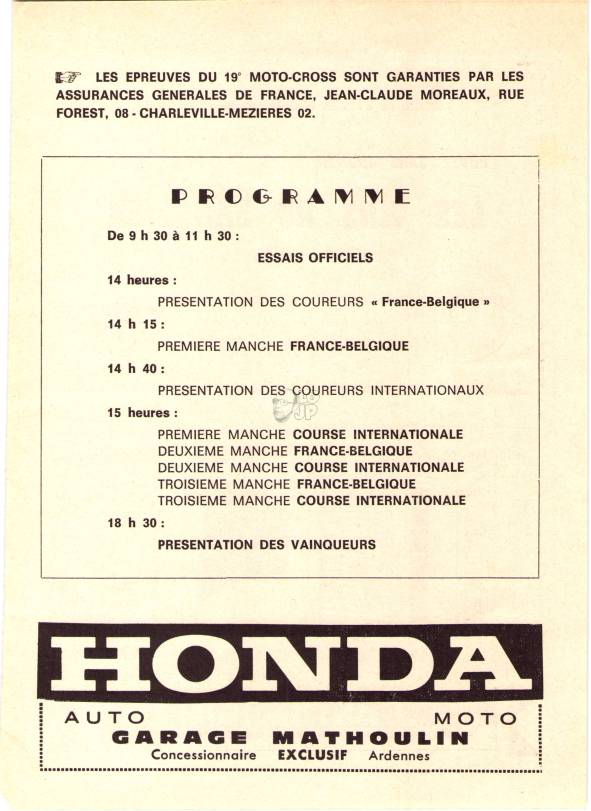 LES EPREUVES DU 19° MOTO-CROSS SONT GARANTIES PAR LES
ASSURANCES GENERALES DE FRANCE, JEAN-CLAUDE MOREAUX, RUE
FOREST, 08 - CHARLEVILLE-MEZIERES 02.
PROGRAMME
De 9 h 30 à 11 h 30 :
ESSAIS OFFICIELS
14 heures :
PRESENTATION DES COUREURS « France-Belgique »
14 h 15 :
PREMIERE MANCHE FRANCE-BELGIQUE
14 h 40 :
PRESENTATION DES COUREURS INTERNATIONAUX
JP
15 heures :
PREMIERE MANCHE COURSE INTERNATIONALE
DEUXIEME MANCHE FRANCE-BELGIQUE
DEUXIEME MANCHE COURSE INTERNATIONALE
TROISIEME MANCHE FRANCE-BELGIQUE
TROISIEME MANCHE COURSE INTERNATIONALE
18 h 30 :
PRESENTATION DES VAINQUEURS
HONDA
AUTO MOTO
GARAGE MATHOULIN
Concessionnaire EXCLUSIF Ardennes